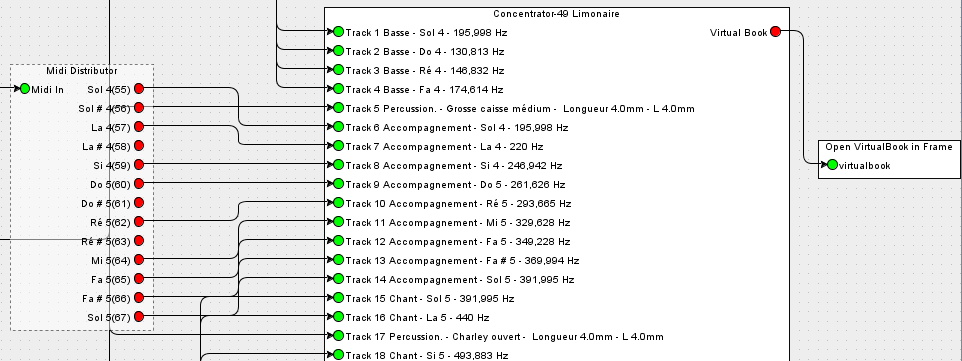 Concentrator-49 Limonaire
Track 1 Basse - Sol 4 - 195,998 Hz
Virtual Book
Track 2 Basse - Do 4 - 130,813 Hz
Track 3 Basse - Ré 4 - 146,832 Hz
Midi Distributor
Track 4 Basse - Fa 4 - 174,614 Hz
Midi In
Sol 4(55)
Sol # 4(56)
Track 5 Percussion. - Grosse caisse médium - Longueur 4.0mm - L 4.0mm
La 4(57)
Track 6 Accompagnement - Sol 4 - 195,998 Hz
La # 4(58)
Track 7 Accompagnement - La 4 - 220 Hz
Open VirtualBook in Frame
virtualbook
Si 4(59)
Track 8 Accompagnement - Si 4 - 246,942 Hz
Do 5(60)
Track 9 Accompagnement - Do 5 - 261,626 Hz
Do # 5(61)
Track 10 Accompagnement - Ré 5 - 293,665 Hz
Ré 5(62)
Track 11 Accompagnement - Mi 5 - 329,628 Hz
Ré # 5(63)
Track 12 Accompagnement - Fa 5 - 349,228 Hz
Mi 5(64)
Track 13 Accompagnement - Fa # 5 - 369,994 Hz
Fa 5(65)
Track 14 Accompagnement - Sol 5 - 391,995 Hz
Fa # 5(66)
Track 15 Chant - Sol 5 - 391,995 Hz
Sol 5(67)
Track 16 Chant - La 5 - 440 Hz
Track 17 Percussion. - Charley ouvert - Longueur 4.0mm - L 4.0mm
Track 18 Chant - Si 5 - 493,883 Hz